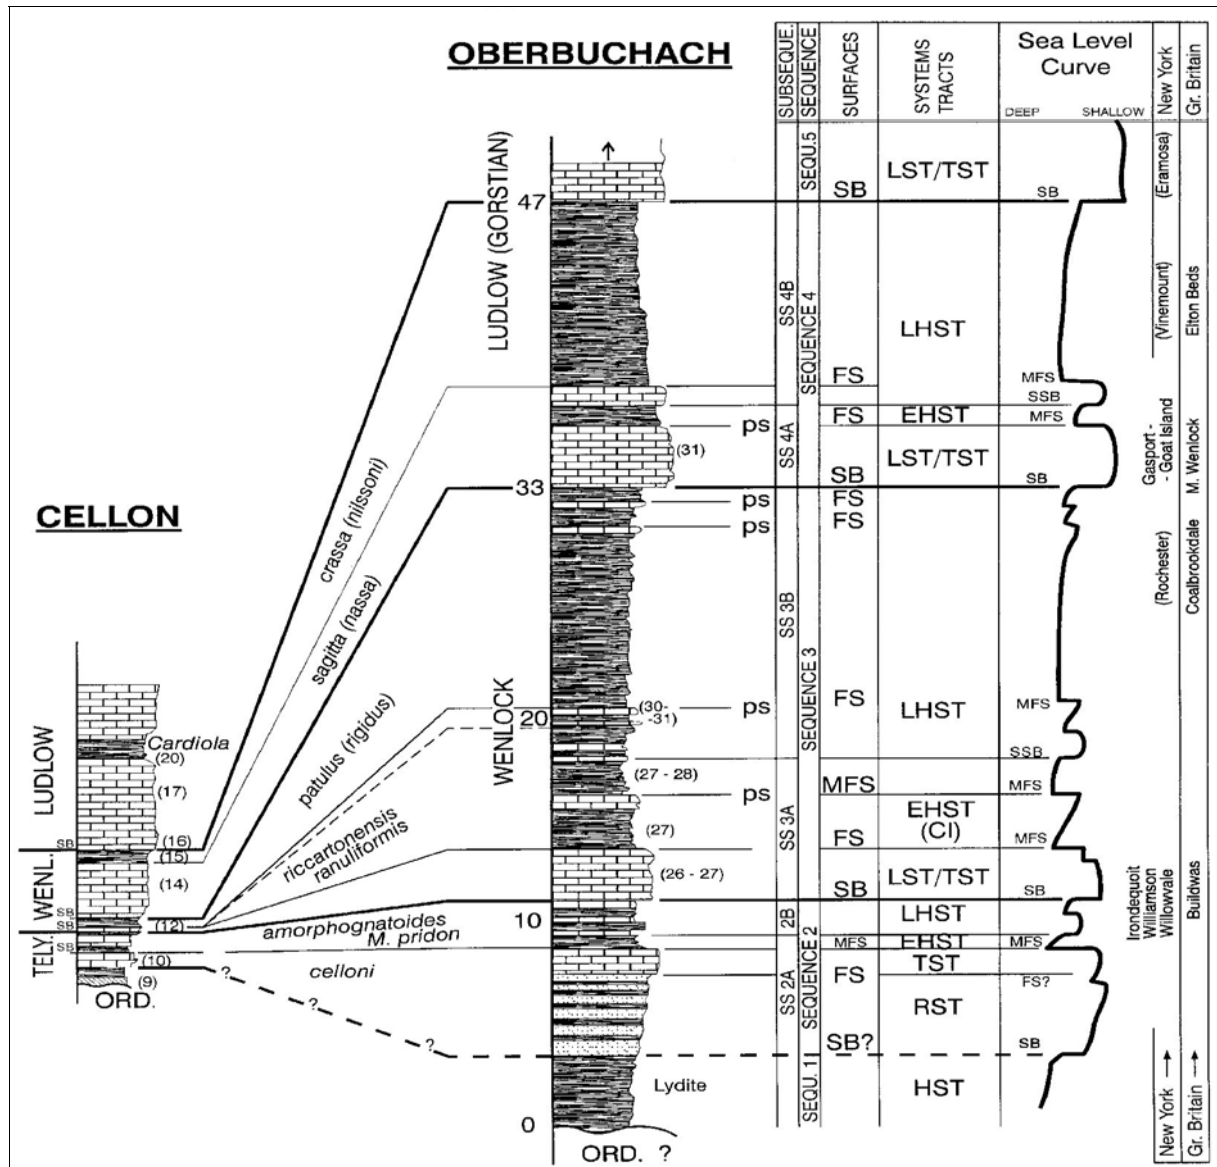 OBERBUCHACH
CELLON
SUBSEQUE.
SEQUENCE
SURFACES
SYSTEMS
TRACTS
Sea Level
Curve
DEEP
SHALLOW
New York
Gr. Britain
LUDLOW (GORSTIAN)
WENLOCK
47
33
20
10
0
(31)
(30-
-31)
(27 - 28)
(27)
(26 - 27)
Lydite
ORD. ?
ps
ps
ps
ps
ps
crassa (nilssoni)
sagitta (nassa)
patulus (rigidus)
riccartonensis
ranuliformis
amorphognatoides
M. pridon
celloni
?
?
?
LUDLOW
WENL.
TELY.
Cardiola
(20)
(17)
(16)
(15)
(14)
(12)
(10)
(9)
SB
SB
SB
SB
ORD.
SS 4B
SS 4A
SS 3B
SS 3A
2B
SS 2A
SEQU. 5
SEQUENCE 4
SEQUENCE 3
SEQUENCE 2
SEQU. 1
SB
FS
FS
SB
FS
FS
FS
MFS
FS
SB
MFS
FS
SB?
LST/TST
LHST
EHST
LST/TST
LHST
EHST
(CI)
LST/TST
LHST
EHST
TST
RST
HST
SB
MFS
SSB
MFS
SB
MFS
SSB
MFS
MFS
SB
MFS
FS?
SB
(Eramosa)
(Vinemount)
Gasport -
- Goat Island
(Rochester)
Irondequoit
Williamson
Willowvale
New York →
Elton Beds
M. Wenlock
Coalbrookdale
Buildwas
Gr. Britain →